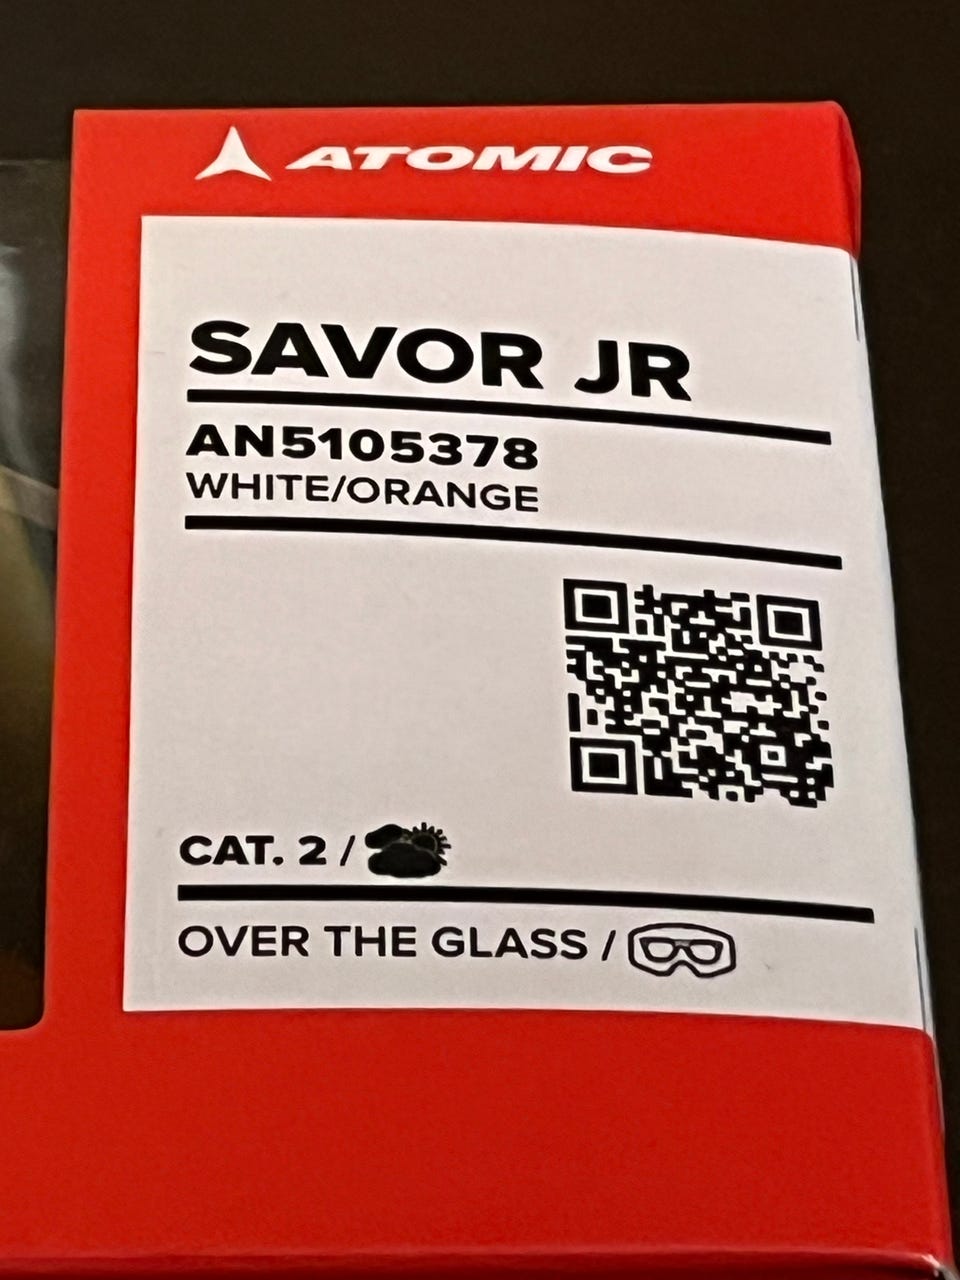 ATOMIC
SAVOR JR
AN5105378
WHITE/ORANGE
CAT. 2 /
OVER THE GLASS /